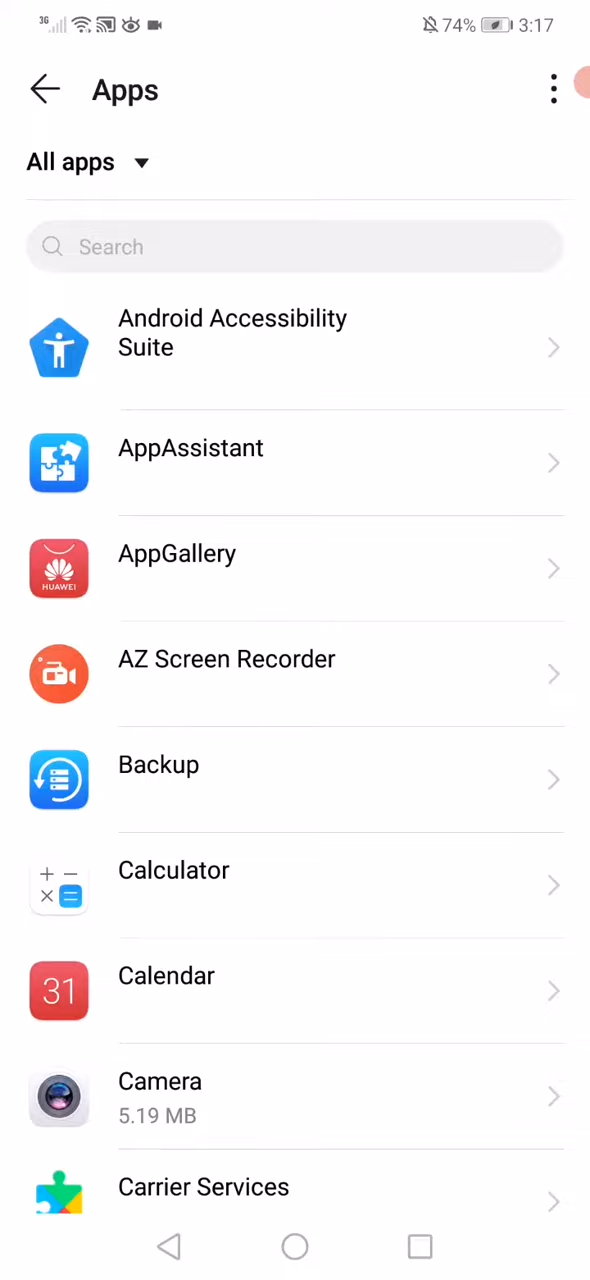 3G 74% 3:17
Apps
All apps
Search
Android Accessibility
Suite
AppAssistant
AppGallery
HUAWEI
AZ Screen Recorder
Backup
Calculator
31
Calendar
Camera
5.19 MB
Carrier Services